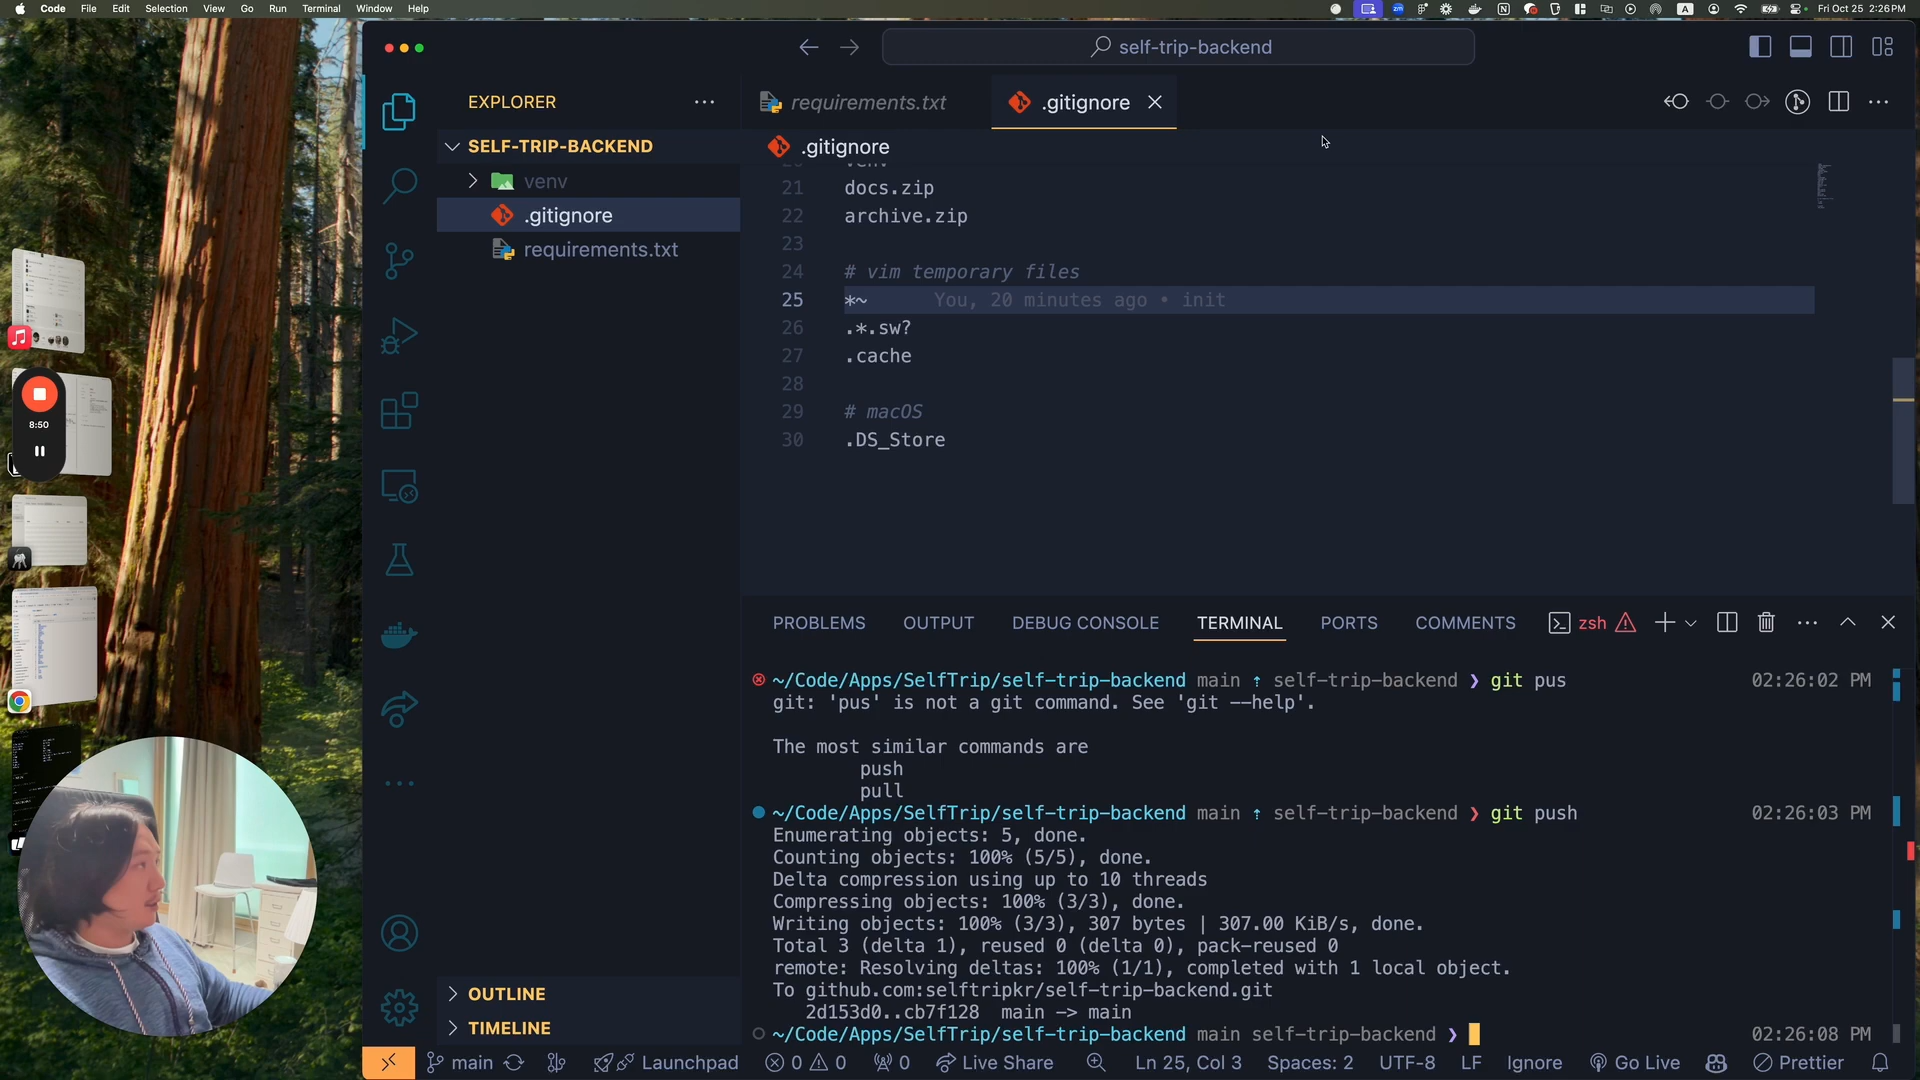 Code File Edit Selection View Go Run Terminal Window Help
Fri Oct 25 2:26 PM
self-trip-backend
EXPLORER
requirements.txt
.gitignore
SELF-TRIP-BACKEND
.gitignore
venv
.gitignore
requirements.txt
21 docs.zip
22 archive.zip
23
24 # vim temporary files
25 *~ You, 20 minutes ago • init
26 .*.sw?
27 .cache
28
29 # macOS
30 .DS_Store
8:50
PROBLEMS OUTPUT DEBUG CONSOLE TERMINAL PORTS COMMENTS zsh
~/Code/Apps/SelfTrip/self-trip-backend main ⇡ self-trip-backend ❯ git pus 02:26:02 PM
git: 'pus' is not a git command. See 'git --help'.
The most similar commands are
push
pull
~/Code/Apps/SelfTrip/self-trip-backend main ⇡ self-trip-backend ❯ git push 02:26:03 PM
Enumerating objects: 5, done.
Counting objects: 100% (5/5), done.
Delta compression using up to 10 threads
Compressing objects: 100% (3/3), done.
Writing objects: 100% (3/3), 307 bytes | 307.00 KiB/s, done.
Total 3 (delta 1), reused 0 (delta 0), pack-reused 0
remote: Resolving deltas: 100% (1/1), completed with 1 local object.
To github.com:selftripkr/self-trip-backend.git
2d153d0..cb7f128 main -> main
~/Code/Apps/SelfTrip/self-trip-backend main self-trip-backend ❯ 02:26:08 PM
OUTLINE
TIMELINE
main Launchpad 0 0 0 Live Share Ln 25, Col 3 Spaces: 2 UTF-8 LF Ignore Go Live Prettier